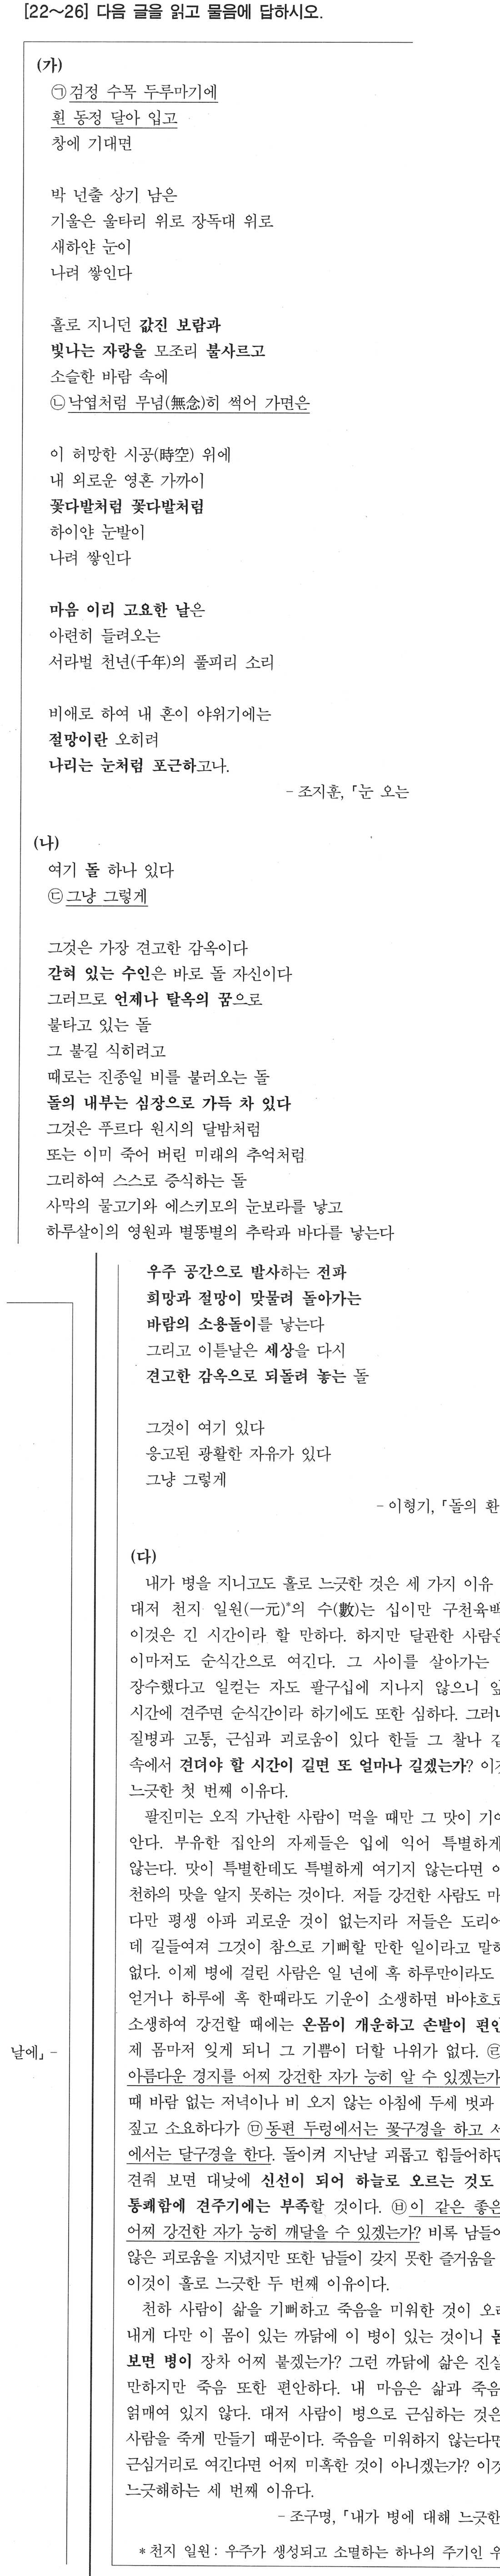 [22～26] 다음 글을 읽고 물음에 답하시오.
(가)
㉠검정 수목 두루마기에
흰 동정 달아 입고
창에 기대면
박 넌출 상기 남은
기울은 울타리 위로 장독대 위로
새하얀 눈이
나려 쌓인다
홀로 지니던 값진 보람과
빛나는 자랑을 모조리 불사르고
소슬한 바람 속에
㉡낙엽처럼 무념(無念)히 썩어 가면은
이 허망한 시공(時空) 위에
내 외로운 영혼 가까이
꽃다발처럼 꽃다발처럼
하이얀 눈발이
나려 쌓인다
마음 이리 고요한 날은
아련히 들려오는
서라벌 천년(千年)의 풀피리 소리
비애로 하여 내 혼이 야위기에는
절망이란 오히려
나리는 눈처럼 포근하고나.
- 조지훈, 「눈 오는
(나)
여기 돌 하나 있다
㉢그냥 그렇게
그것은 가장 견고한 감옥이다
갇혀 있는 수인은 바로 돌 자신이다
그러므로 언제나 탈옥의 꿈으로
불타고 있는 돌
그 불길 식히려고
때로는 진종일 비를 불러오는 돌
돌의 내부는 심장으로 가득 차 있다
그것은 푸르다 원시의 달밤처럼
또는 이미 죽어 버린 미래의 추억처럼
그리하여 스스로 증식하는 돌
사막의 물고기와 에스키모의 눈보라를 낳고
하루살이의 영원과 별똥별의 추락과 바다를 낳는다
우주 공간으로 발사하는 전파
희망과 절망이 맞물려 돌아가는
바람의 소용돌이를 낳는다
그리고 이튿날은 세상을 다시
견고한 감옥으로 되돌려 놓는 돌
그것이 여기 있다
응고된 광활한 자유가 있다
그냥 그렇게
- 이형기, 「돌의 환
(다)
내가 병을 지니고도 홀로 느긋한 것은 세 가지 이유
대저 천지 일원(一元)*의 수(數)는 십이만 구천육백
이것은 긴 시간이라 할 만하다. 하지만 달관한 사람은
이마저도 순식간으로 여긴다. 그 사이를 살아가는
장수했다고 일컫는 자도 팔구십에 지나지 않으니 앞
시간에 견주면 순식간이라 하기에도 또한 심하다. 그러니
질병과 고통, 근심과 괴로움이 있다 한들 그 찰나 같
속에서 견뎌야 할 시간이 길면 또 얼마나 길겠는가? 이것
느긋한 첫 번째 이유다.
팔진미는 오직 가난한 사람이 먹을 때만 그 맛이 기이
안다. 부유한 집안의 자제들은 입에 익어 특별하게
않는다. 맛이 특별한데도 특별하게 여기지 않는다면 이
천하의 맛을 알지 못하는 것이다. 저들 강건한 사람도 마
다만 평생 아파 괴로운 것이 없는지라 저들은 도리어
데 길들여져 그것이 참으로 기뻐할 만한 일이라고 말하
없다. 이제 병에 걸린 사람은 일 년에 혹 하루만이라도
얻거나 하루에 혹 한때라도 기운이 소생하면 바야흐로
소생하여 강건할 때에는 온몸이 개운하고 손발이 편안
제 몸마저 잊게 되니 그 기쁨이 더할 나위가 없다. ㉣
아름다운 경지를 어찌 강건한 자가 능히 알 수 있겠는가
때 바람 없는 저녁이나 비 오지 않는 아침에 두세 벗과
짚고 소요하다가 ㉤동편 두렁에서는 꽃구경을 하고 서
에서는 달구경을 한다. 돌이켜 지난날 괴롭고 힘들어하던
견줘 보면 대낮에 신선이 되어 하늘로 오르는 것도
통쾌함에 견주기에는 부족할 것이다. ㉥이 같은 좋은
어찌 강건한 자가 능히 깨달을 수 있겠는가? 비록 남들이
않은 괴로움을 지녔지만 또한 남들이 갖지 못한 즐거움을
이것이 홀로 느긋한 두 번째 이유이다.
천하 사람이 삶을 기뻐하고 죽음을 미워한 것이 오래
내게 다만 이 몸이 있는 까닭에 이 병이 있는 것이니 몸
날에」 -
보면 병이 장차 어찌 붙겠는가? 그런 까닭에 삶은 진실
만하지만 죽음 또한 편안하다. 내 마음은 삶과 죽음
얽매여 있지 않다. 대저 사람이 병으로 근심하는 것은
사람을 죽게 만들기 때문이다. 죽음을 미워하지 않는다면
근심거리로 여긴다면 어찌 미혹한 것이 아니겠는가? 이것
느긋해하는 세 번째 이유다.
- 조구명, 「내가 병에 대해 느긋한
* 천지 일원 : 우주가 생성되고 소멸하는 하나의 주기인 우